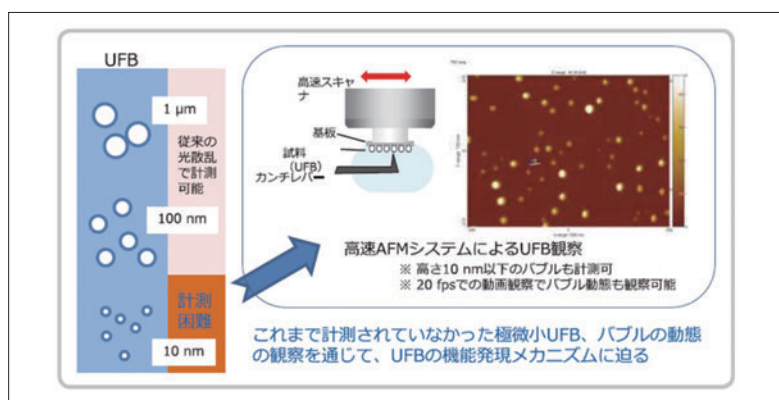 UFB
1 μm
従来の
光散乱
で計測
可能
100 nm
計測
困難
10 nm
高速スキャ
ナ
基板
試料
(UFB)
カンチレバー
高速AFMシステムによるUFB観察
※ 高さ10 nm以下のバブルも計測可
※ 20 fpsでの動画観察でバブル動態も観察可能
これまで計測されていなかった極微小UFB、バブルの動態
の観察を通じて、UFBの機能発現メカニズムに迫る